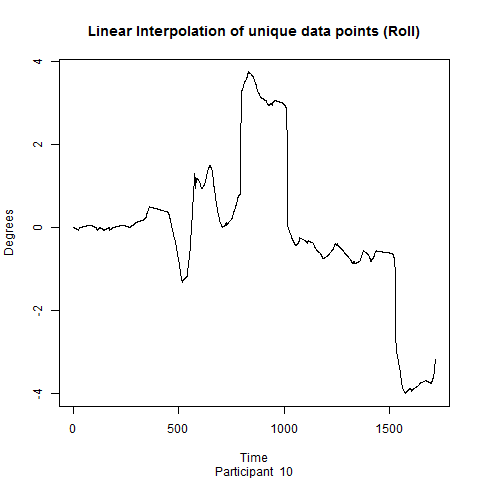 Linear Interpolation of unique data points (Roll)
4
2
0
-2
-4
Degrees
0 500 1000 1500
Time
Participant 10